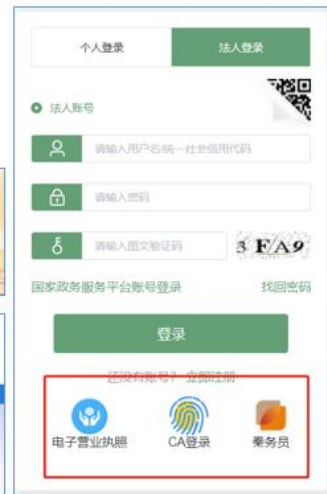 个人登录 法人登录
法人账号
请输入用户名/统一社会信用代码
请输入密码
请输入图文验证码 3 FA9
国家政务服务平台账号登录 找回密码
登录
还没有账号? 立即注册
电子营业执照 CA登录 秦务员